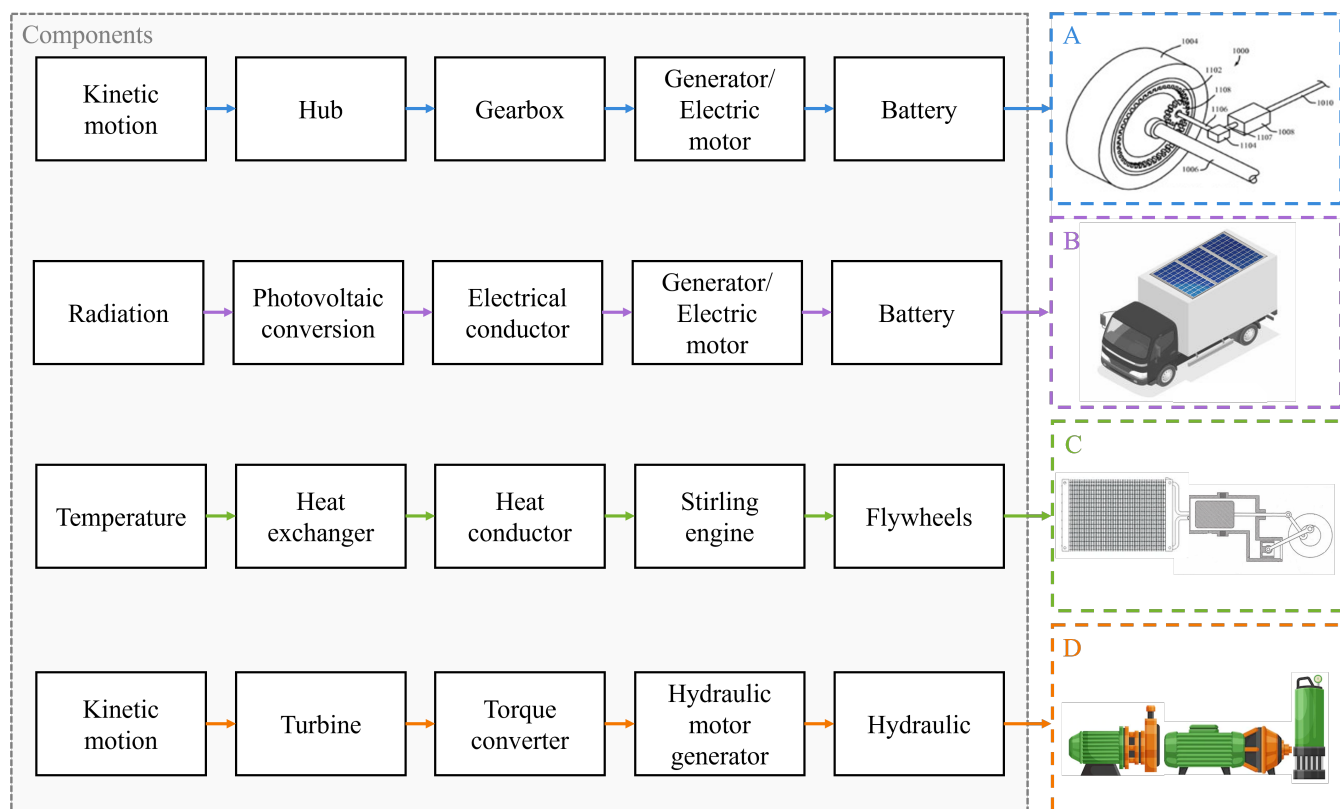 Components
Kinetic
motion
Hub
Gearbox
Generator/
Electric
motor
Battery
A
1004
1000
1102
1108
1106
1010
1008
1107
1104
1006
Radiation
Photovoltaic
conversion
Electrical
conductor
Generator/
Electric
motor
Battery
B
Temperature
Heat
exchanger
Heat
conductor
Stirling
engine
Flywheels
C
Kinetic
motion
Turbine
Torque
converter
Hydraulic
motor
generator
Hydraulic
D